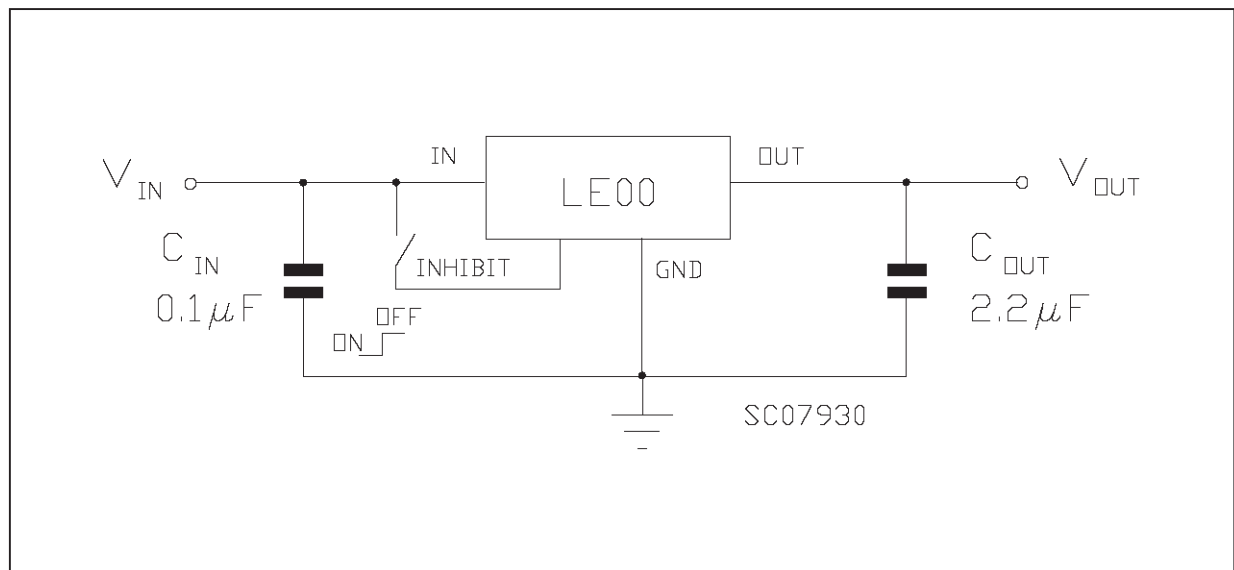 IN
OUT
V IN
LE00
V OUT
C IN
INHIBIT
GND
C OUT
0.1μF
2.2μF
OFF
ON
SC07930